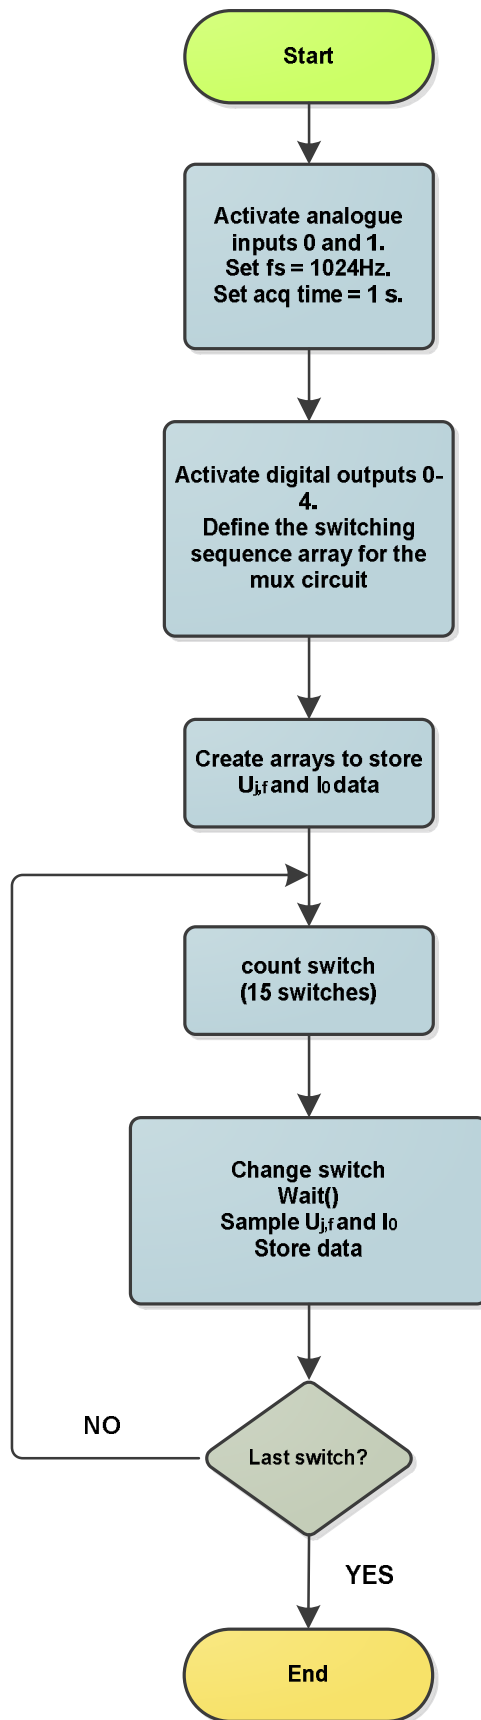 Start
Activate analogue
inputs 0 and 1.
Set fs = 1024Hz.
Set acq time = 1 s.
Activate digital outputs 0-
4.
Define the switching
sequence array for the
mux circuit
Create arrays to store
Uj,f and I0 data
count switch
(15 switches)
Change switch
Wait()
Sample Uj,f and I0
Store data
Last switch?
NO
YES
End